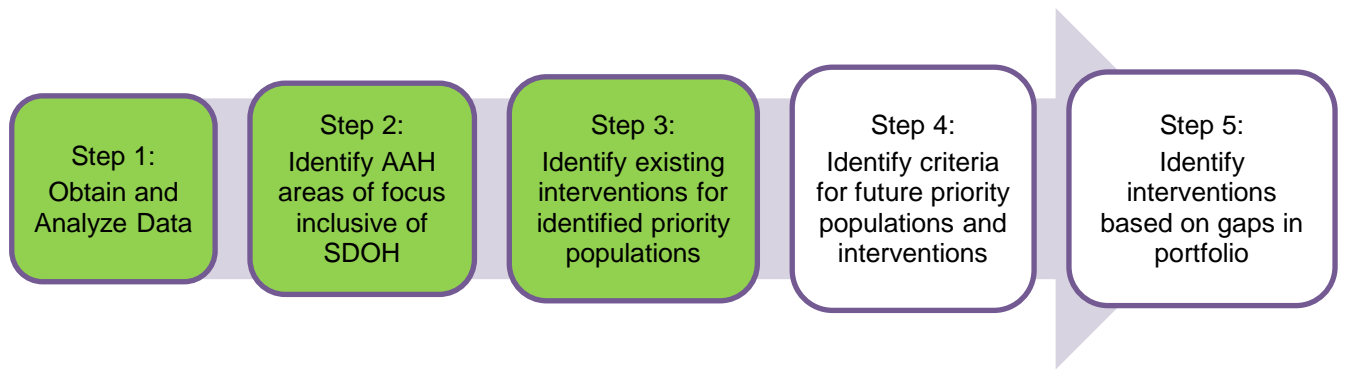 Step 1:
Obtain and
Analyze Data
Step 2:
Identify AAH
areas of focus
inclusive of
SDOH
Step 3:
Identify existing
interventions for
identified priority
populations
Step 4:
Identify criteria
for future priority
populations and
interventions
Step 5:
Identify
interventions
based on gaps in
portfolio